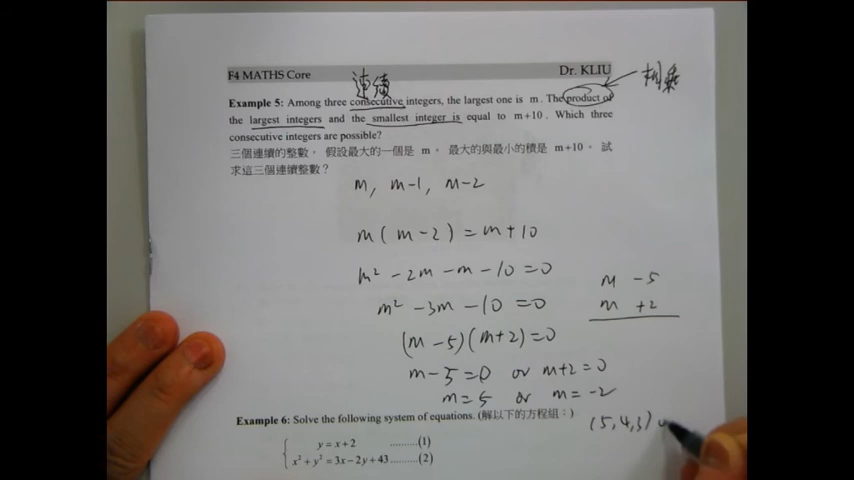 F4 MATHS Core Dr. KLIU
連續
相乘
Example 5: Among three consecutive integers, the largest one is m. The product of
the largest integers and the smallest integer is equal to m+10. Which three
consecutive integers are possible?
三個連續的整數, 假設最大的一個是 m。 最大的與最小的積是 m+10。 試
求這三個連續整數?
m, m-1, m-2
m(m-2)=m+10
m²-2m-m-10=0
m -5
m²-3m-10=0
m +2
(m-5)(m+2)=0
m-5=0 or m+2=0
m=5 or m=-2
Example 6: Solve the following system of equations. (解以下的方程組:)
(5,4,3)
y=x+2 ..........(1)
x²+y²=3x-2y+43..........(2)